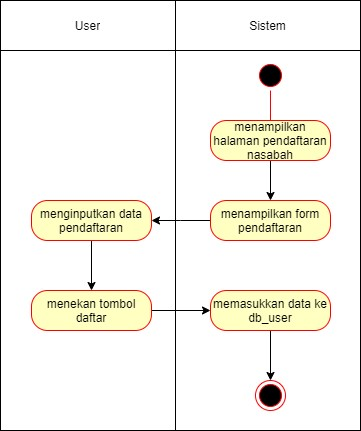 User
Sistem
menampilkan
halaman pendaftaran
nasabah
menampilkan form
pendaftaran
menginputkan data
pendaftaran
menekan tombol
daftar
memasukkan data ke
db_user